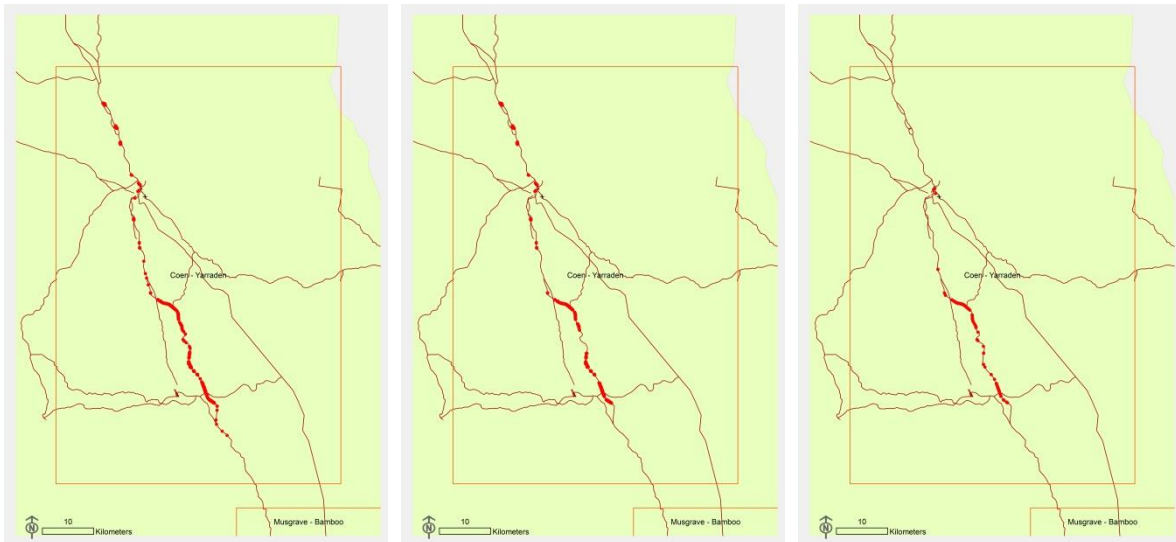 Coen - Yarraden
Musgrave - Bamboo
N
10
Kilometers
Coen - Yarraden
Musgrave - Bamboo
N
10
Kilometers
Coen - Yarraden
Musgrave - Bamboo
N
10
Kilometers